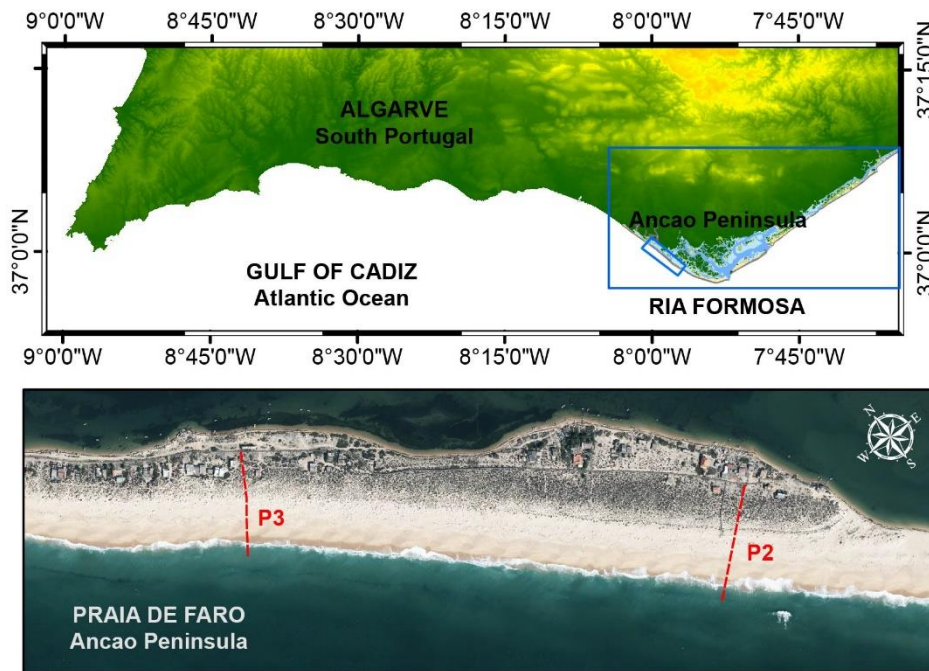 9°0'0"W 8°45'0"W 8°30'0"W 8°15'0"W 8°0'0"W 7°45'0"W
37°15'0"N
ALGARVE
South Portugal
Ancao Peninsula
37°0'0"N
37°0'0"N
GULF OF CADIZ
Atlantic Ocean
RIA FORMOSA
9°0'0"W 8°45'0"W 8°30'0"W 8°15'0"W 8°0'0"W 7°45'0"W
N
E
W
S
P3
P2
PRAIA DE FARO
Ancao Peninsula